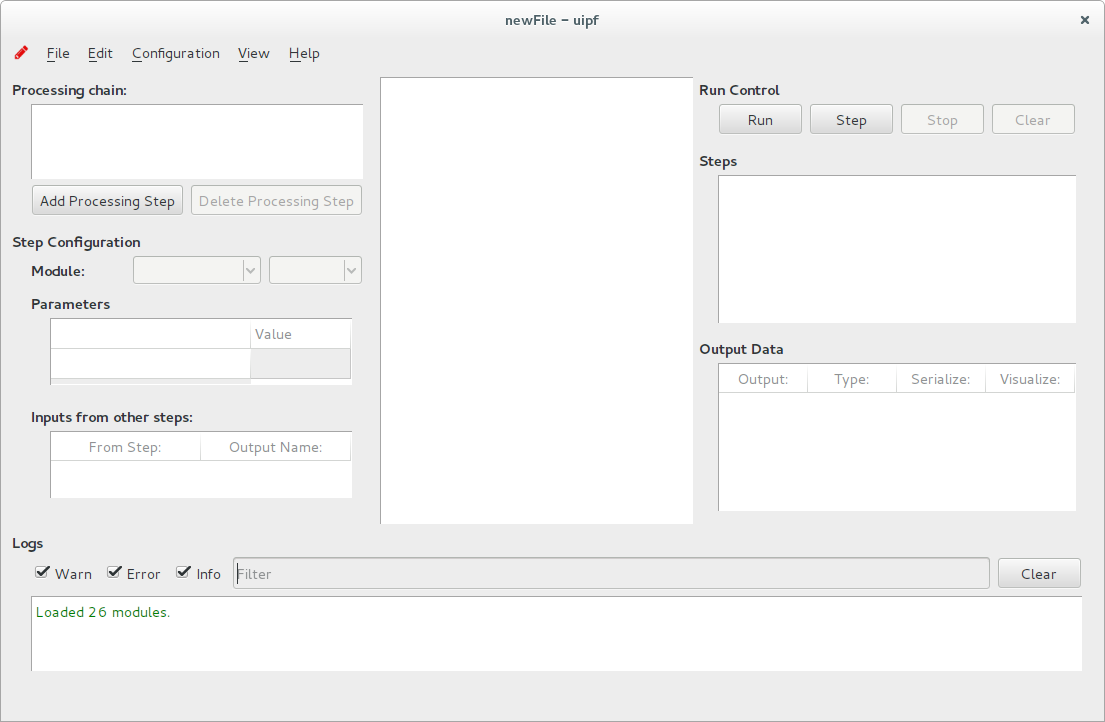 newFile – uipf
File Edit Configuration View Help
Processing chain:
Add Processing Step Delete Processing Step
Step Configuration
Module:
Parameters
Value
Inputs from other steps:
From Step: Output Name:
Run Control
Run Step Stop Clear
Steps
Output Data
Output: Type: Serialize: Visualize:
Logs
Warn Error Info Filter Clear
Loaded 26 modules.